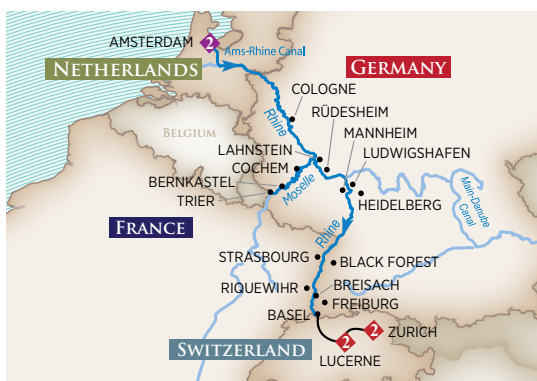 AMSTERDAM 2
Ams-Rhine Canal
NETHERLANDS
GERMANY
COLOGNE
Rhine
RÜDESHEIM
BELGIUM
MANNHEIM
LAHNSTEIN
LUDWIGSHAFEN
COCHEM
BERNKASTEL
Moselle
TRIER
HEIDELBERG
Main-Danube
Canal
FRANCE
Rhine
STRASBOURG
BLACK FOREST
RIQUEWIHR
BREISACH
FREIBURG
BASEL
2
ZURICH
2
SWITZERLAND
LUCERNE